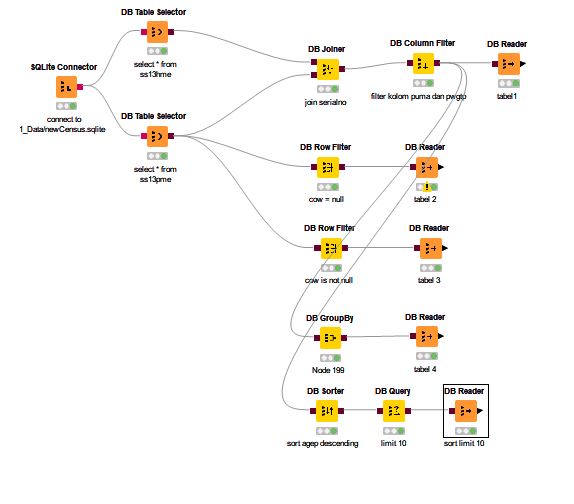 DB Table Selector
select * from
ss13hme
SQLite Connector
connect to
1_Data/newCensus.sqlite
DB Table Selector
select * from
ss13pme
DB Joiner
join serialno
DB Column Filter
filter kolom puma dan pwgtp
DB Reader
tabel1
DB Row Filter
cow = null
DB Reader
tabel 2
DB Row Filter
cow is not null
DB Reader
tabel 3
DB GroupBy
Node 199
DB Reader
tabel 4
DB Sorter
sort agep descending
DB Query
limit 10
DB Reader
sort limit 10